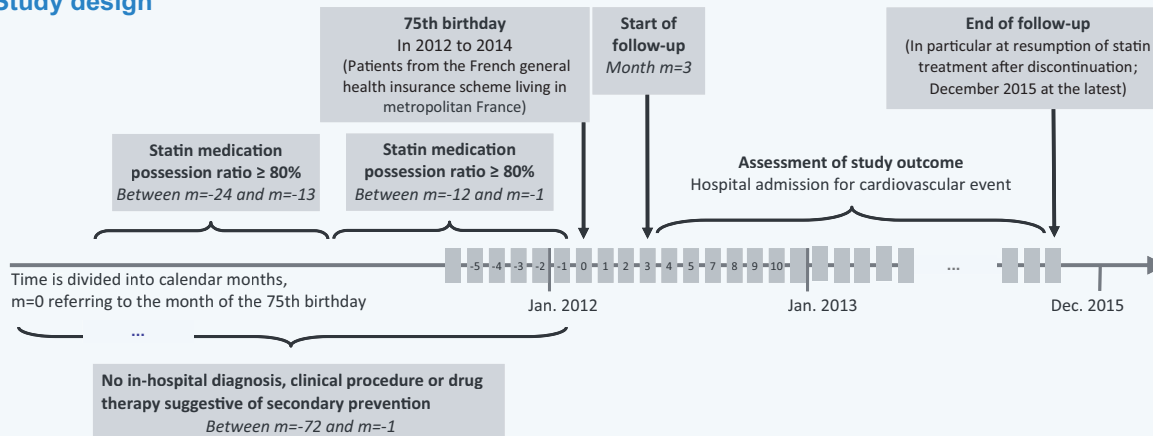 Study design
75th birthday
In 2012 to 2014
(Patients from the French general
health insurance scheme living in
metropolitan France)
Start of
follow-up
Month m=3
End of follow-up
(In particular at resumption of statin
treatment after discontinuation;
December 2015 at the latest)
Statin medication
possession ratio ≥ 80%
Between m=-24 and m=-13
Statin medication
possession ratio ≥ 80%
Between m=-12 and m=-1
Assessment of study outcome
Hospital admission for cardiovascular event
-5 -4 -3 -2 -1 0 1 2 3 4 5 7 8 9 10 ...
Time is divided into calendar months,
m=0 referring to the month of the 75th birthday
Jan. 2012
Jan. 2013
Dec. 2015
...
No in-hospital diagnosis, clinical procedure or drug
therapy suggestive of secondary prevention
Between m=-72 and m=-1